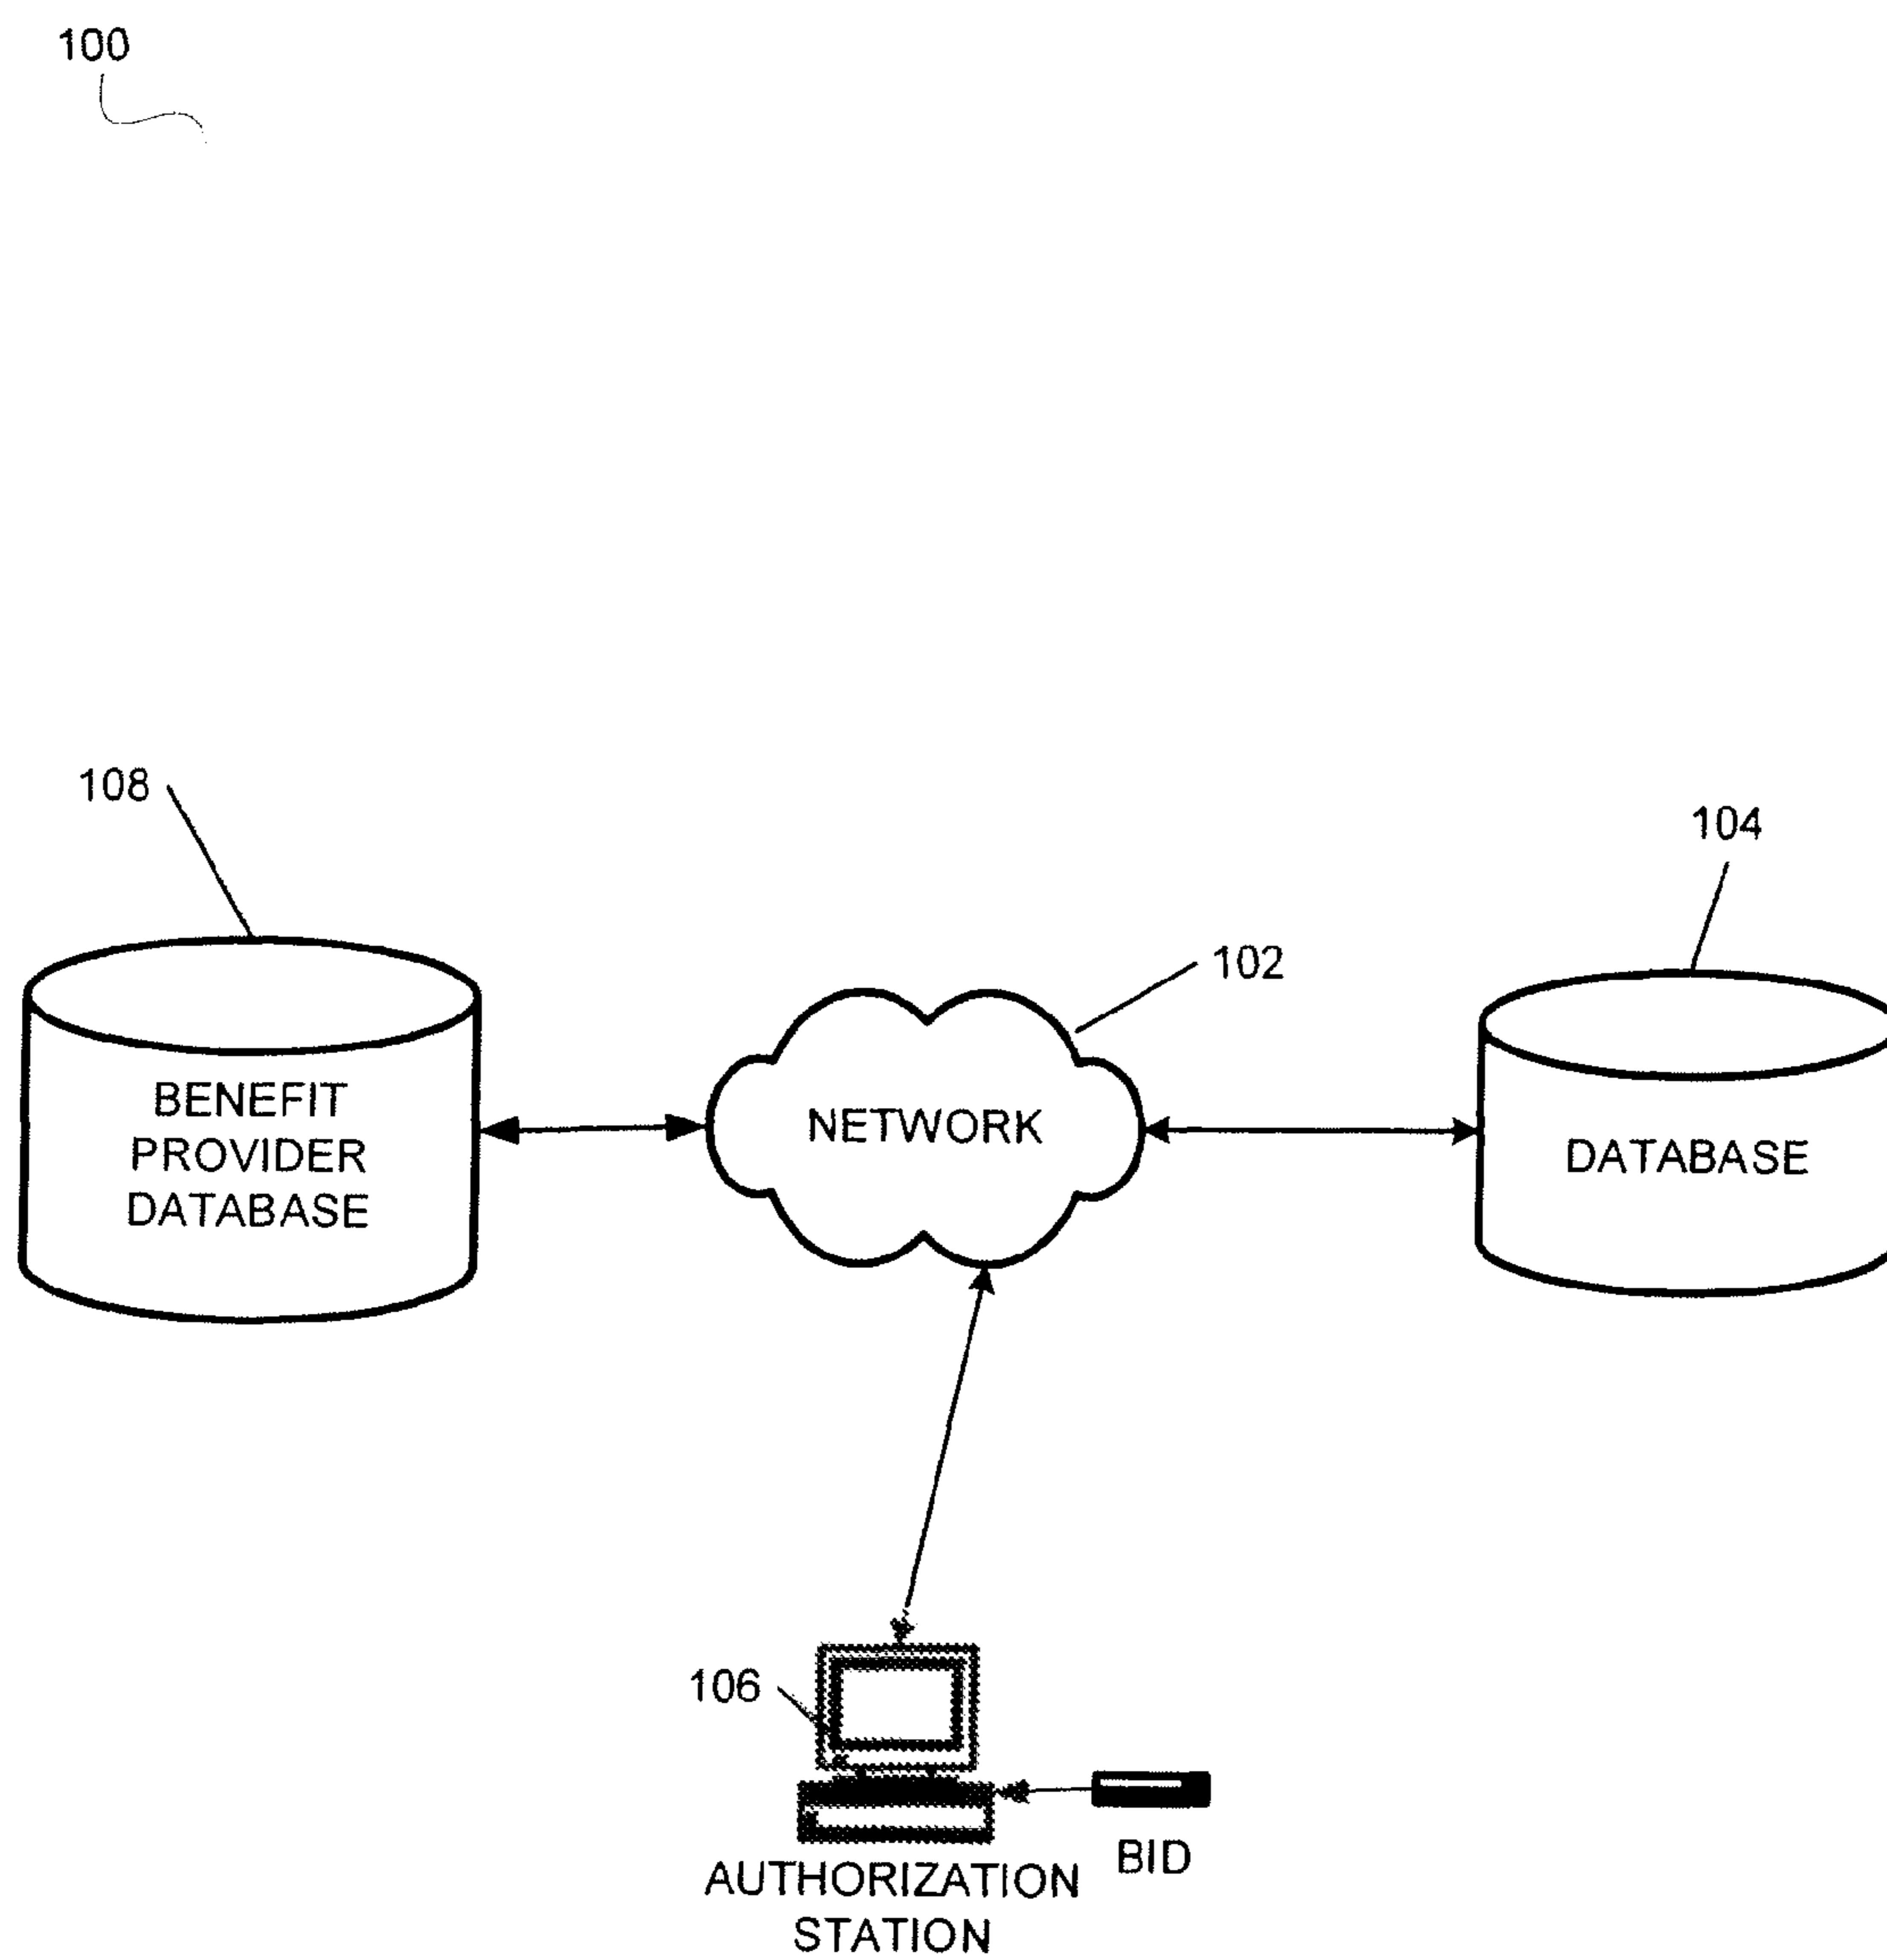 100
108
104
102
BENEFIT
PROVIDER
DATABASE
NETWORK
DATABASE
106
BID
AUTHORIZATION
STATION